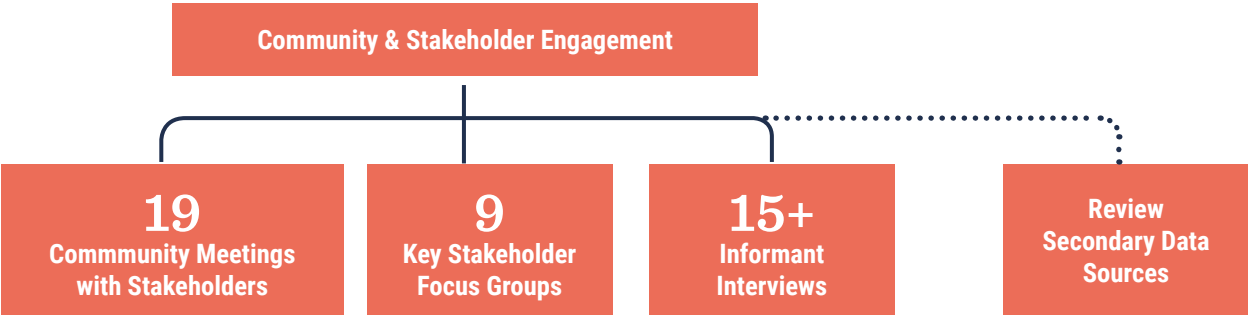 Community & Stakeholder Engagement
19
Commmunity Meetings
with Stakeholders
9
Key Stakeholder
Focus Groups
15+
Informant
Interviews
Review
Secondary Data
Sources